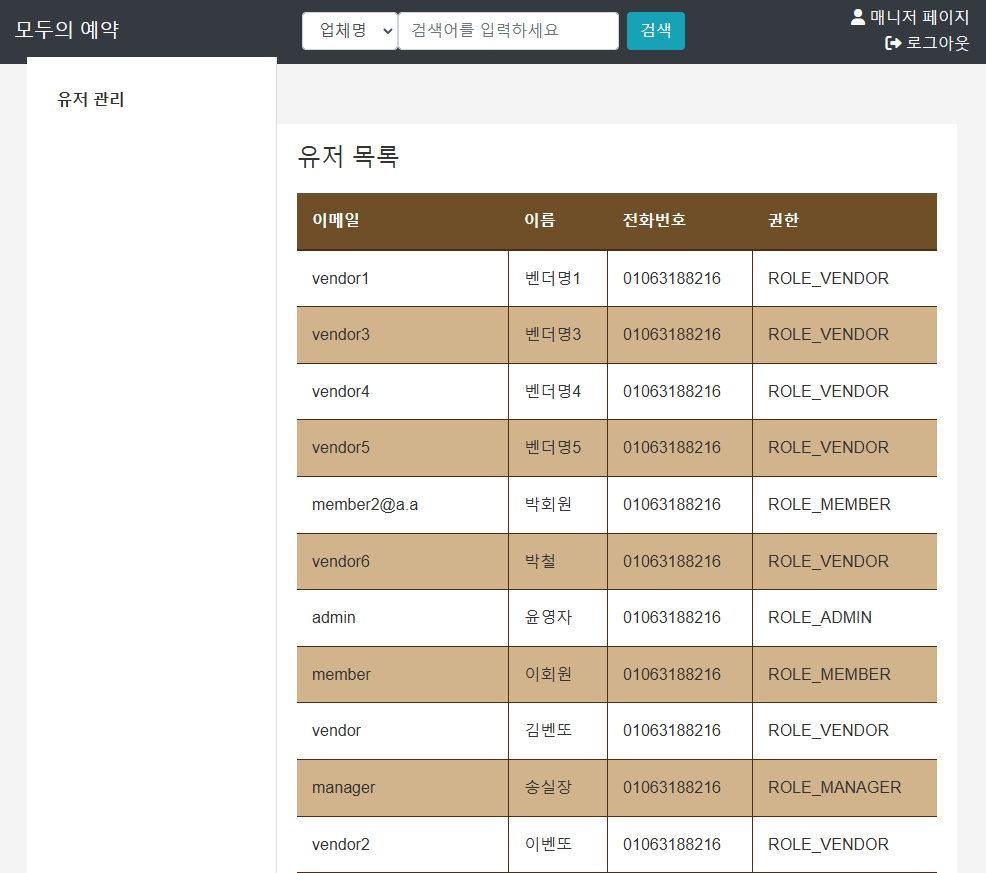 모두의 예약
업체명 검색어를 입력하세요 검색
매니저 페이지
로그아웃
유저 관리
유저 목록
이메일 이름 전화번호 권한
vendor1 벤더명1 01063188216 ROLE_VENDOR
vendor3 벤더명3 01063188216 ROLE_VENDOR
vendor4 벤더명4 01063188216 ROLE_VENDOR
vendor5 벤더명5 01063188216 ROLE_VENDOR
member2@a.a 박회원 01063188216 ROLE_MEMBER
vendor6 박철 01063188216 ROLE_VENDOR
admin 윤영자 01063188216 ROLE_ADMIN
member 이회원 01063188216 ROLE_MEMBER
vendor 김벤또 01063188216 ROLE_VENDOR
manager 송실장 01063188216 ROLE_MANAGER
vendor2 이벤또 01063188216 ROLE_VENDOR